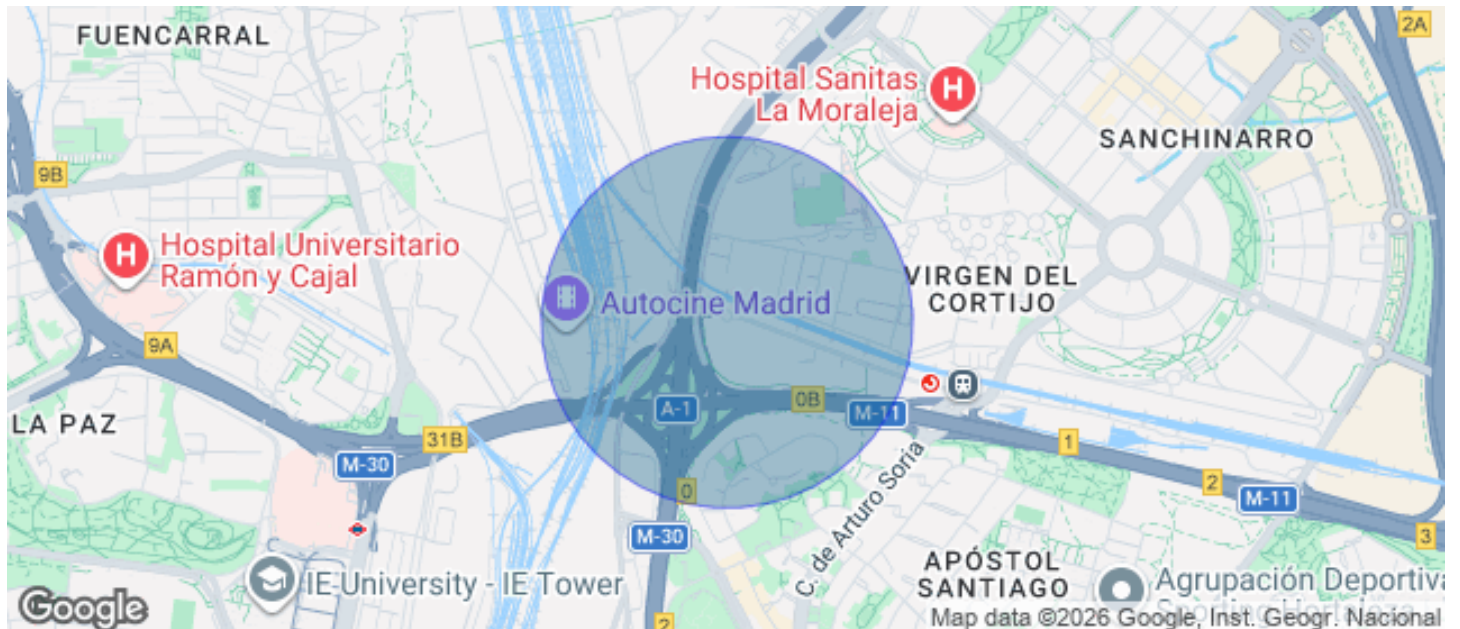 FUENCARRAL
2A
Hospital Sanitas
La Moraleja
SANCHINARRO
9B
Hospital Universitario
Ramón y Cajal
VIRGEN DEL
CORTIJO
Autocine Madrid
9A
0B
A-1
M-11
LA PAZ
31B
M-30
1
2
M-11
0
C. de Arturo Soria
M-30
3
APÓSTOL
SANTIAGO
IE University - IE Tower
Agrupación Deportiva
Sporting Hortaleza
Google
2
Map data ©2026 Google, Inst. Geogr. Nacional